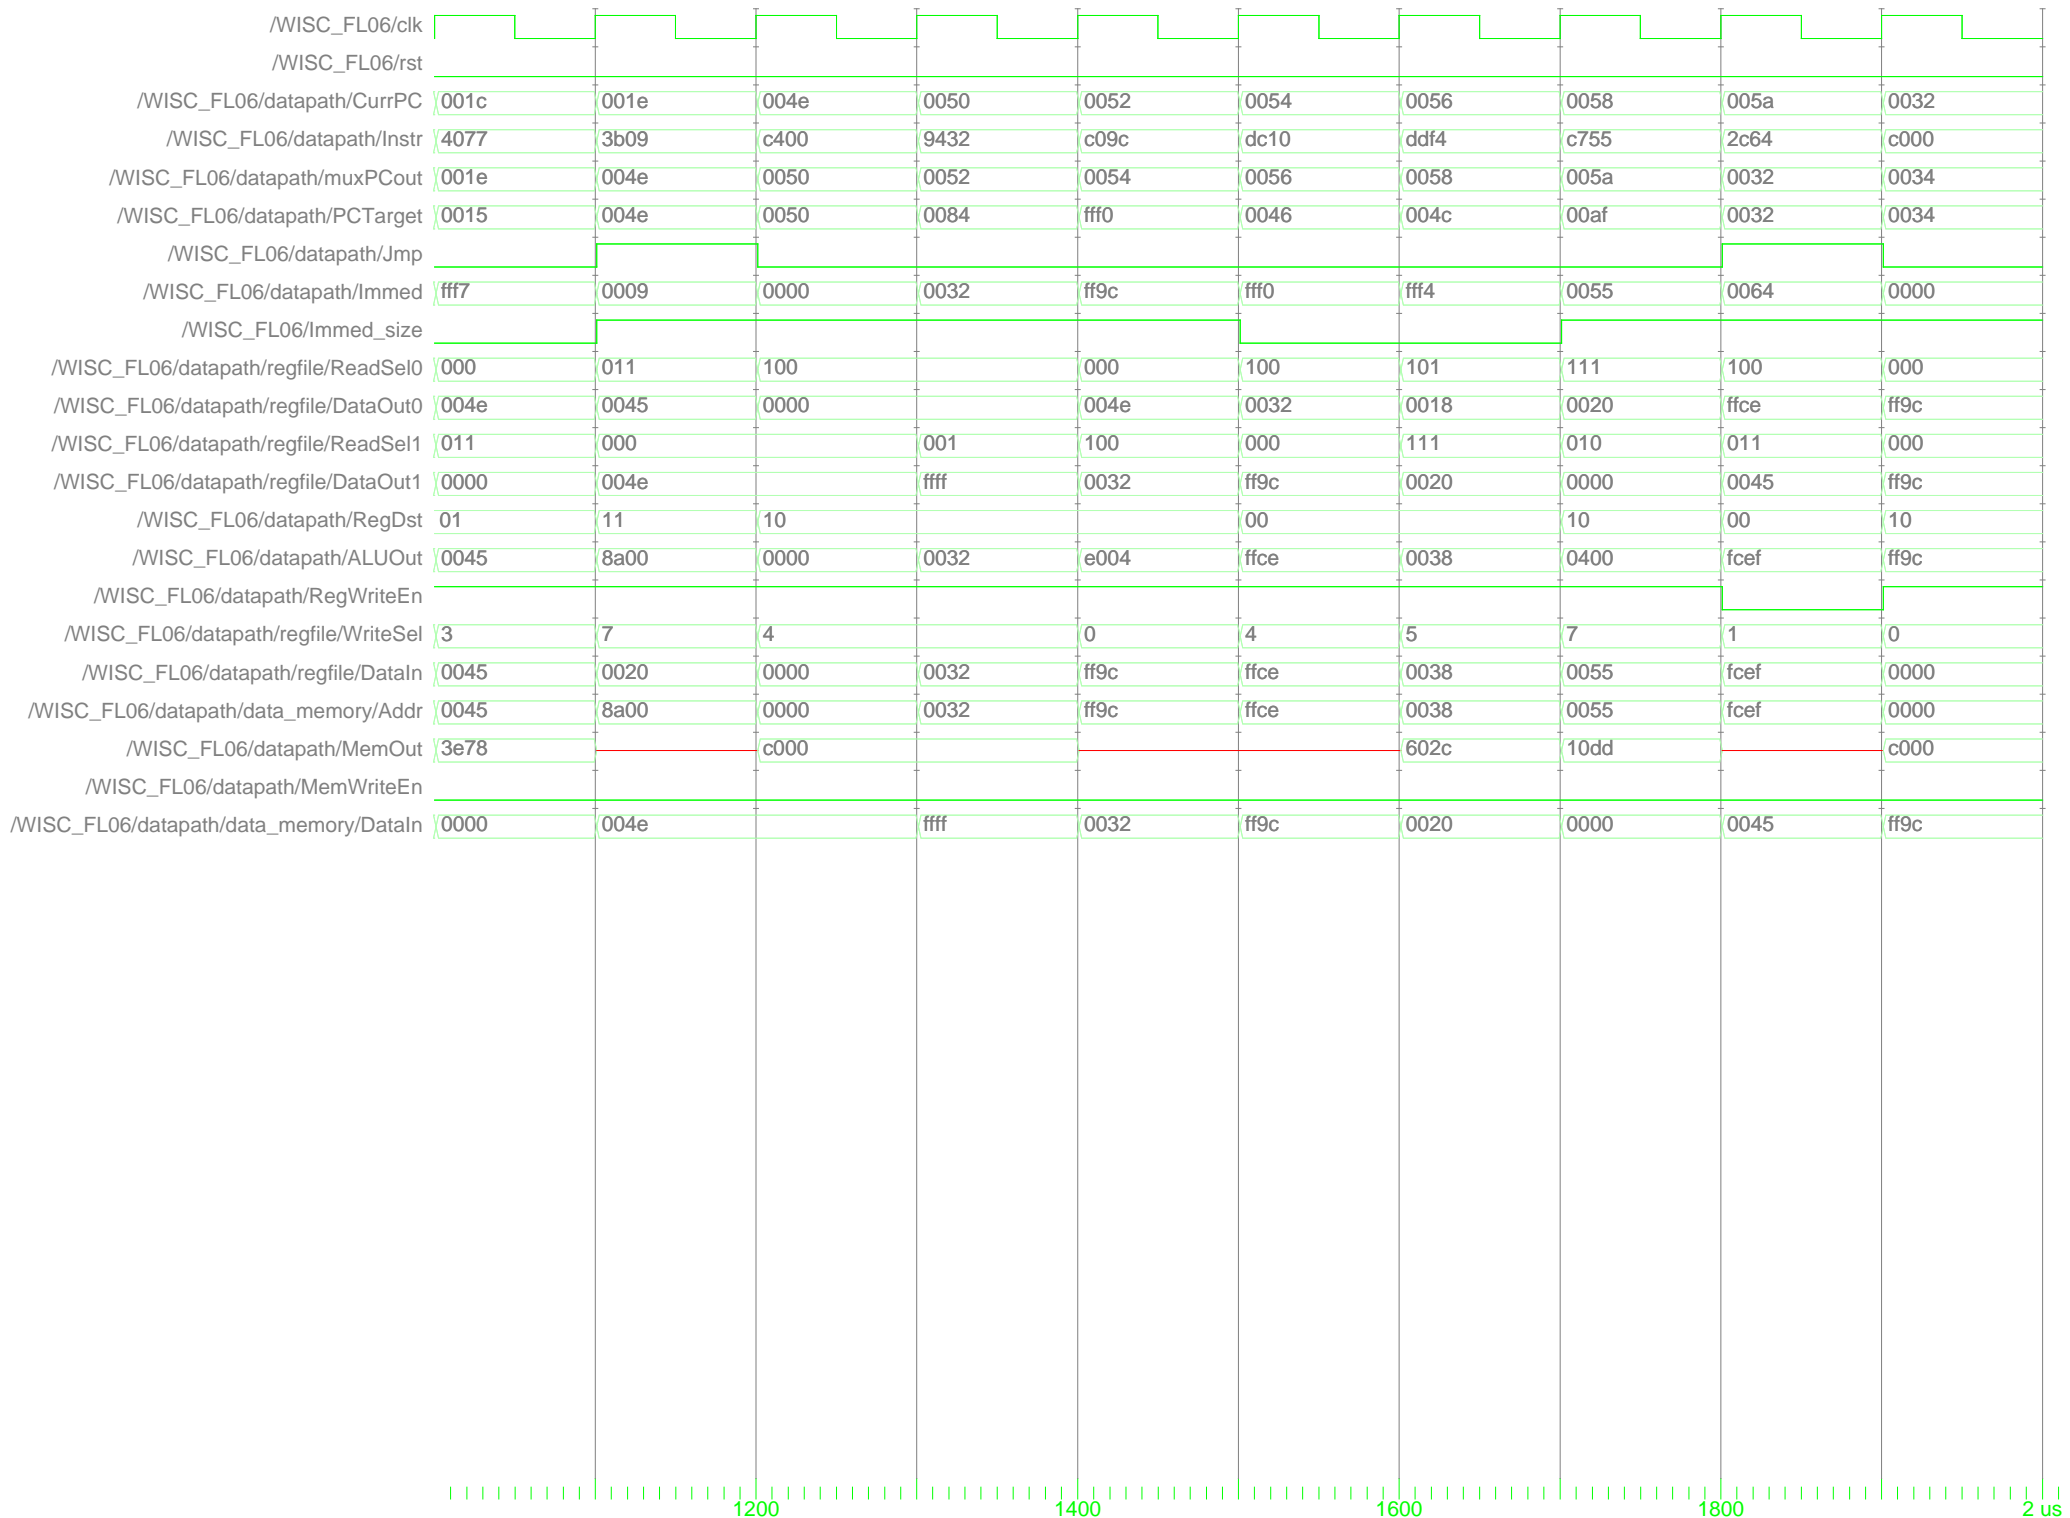 /WISC_FL06/clk
/WISC_FL06/rst
/WISC_FL06/datapath/CurrPC 001c 001e 004e 0050 0052 0054 0056 0058 005a 0032
/WISC_FL06/datapath/Instr 4077 3b09 c400 9432 c09c dc10 ddf4 c755 2c64 c000
/WISC_FL06/datapath/muxPCout 001e 004e 0050 0052 0054 0056 0058 005a 0032 0034
/WISC_FL06/datapath/PCTarget 0015 004e 0050 0084 fff0 0046 004c 00af 0032 0034
/WISC_FL06/datapath/Jmp
/WISC_FL06/datapath/Immed fff7 0009 0000 0032 ff9c fff0 fff4 0055 0064 0000
/WISC_FL06/Immed_size
/WISC_FL06/datapath/regfile/ReadSel0 000 011 100 000 100 101 111 100 000
/WISC_FL06/datapath/regfile/DataOut0 004e 0045 0000 004e 0032 0018 0020 ffce ff9c
/WISC_FL06/datapath/regfile/ReadSel1 011 000 001 100 000 111 010 011 000
/WISC_FL06/datapath/regfile/DataOut1 0000 004e ffff 0032 ff9c 0020 0000 0045 ff9c
/WISC_FL06/datapath/RegDst 01 11 10 00 10 00 10
/WISC_FL06/datapath/ALUOut 0045 8a00 0000 0032 e004 ffce 0038 0400 fcef ff9c
/WISC_FL06/datapath/RegWriteEn
/WISC_FL06/datapath/regfile/WriteSel 3 7 4 0 4 5 7 1 0
/WISC_FL06/datapath/regfile/DataIn 0045 0020 0000 0032 ff9c ffce 0038 0055 fcef 0000
/WISC_FL06/datapath/data_memory/Addr 0045 8a00 0000 0032 ff9c ffce 0038 0055 fcef 0000
/WISC_FL06/datapath/MemOut 3e78 c000 602c 10dd c000
/WISC_FL06/datapath/MemWriteEn
/WISC_FL06/datapath/data_memory/DataIn 0000 004e ffff 0032 ff9c 0020 0000 0045 ff9c
1200 1400 1600 1800 2 us